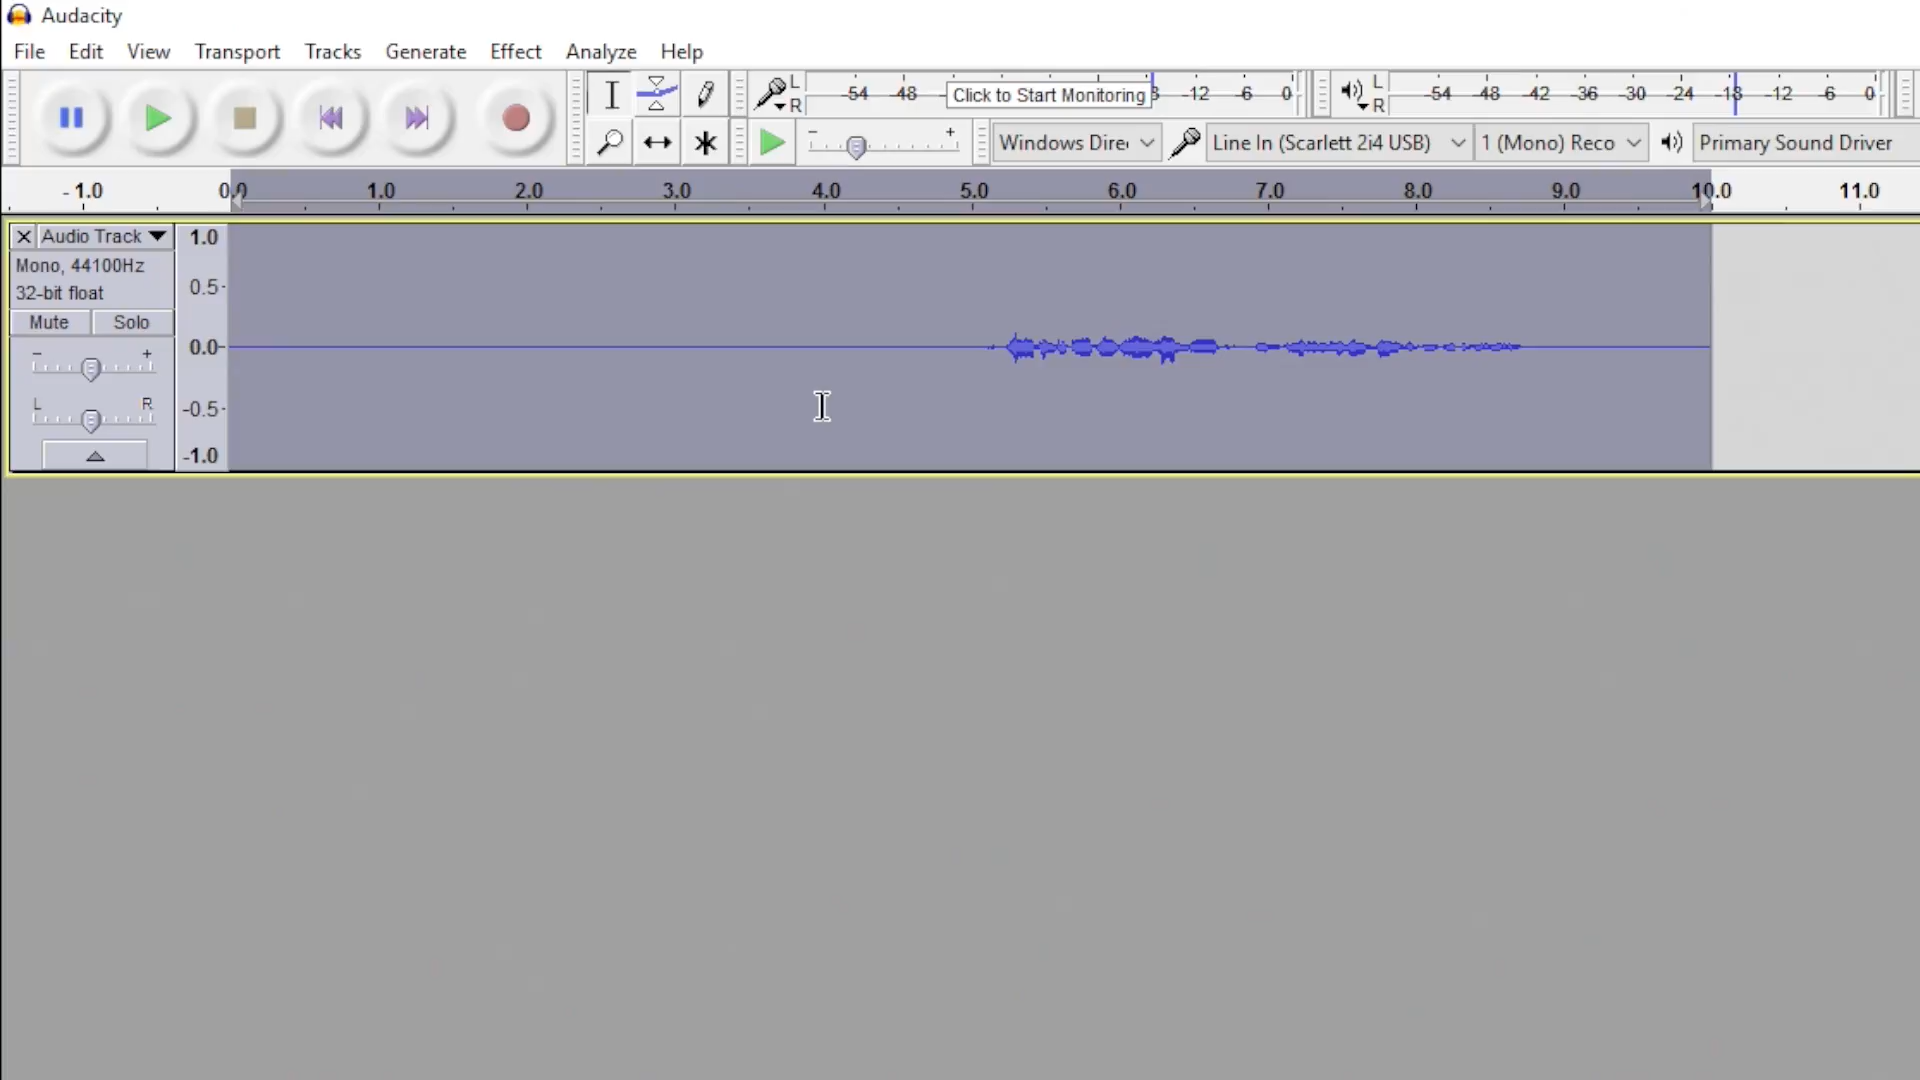 Audacity
File Edit View Transport Tracks Generate Effect Analyze Help
L R -54 -48 - Click to Start Monitoring 8 -12 -6 0 L R -54 -48 -42 -36 -30 -24 -18 -12 -6 0
- + Windows Dire Line In (Scarlett 2i4 USB) 1 (Mono) Reco Primary Sound Driver
-1.0 0.0 1.0 2.0 3.0 4.0 5.0 6.0 7.0 8.0 9.0 10.0 11.0
Audio Track 1.0
Mono, 44100Hz
32-bit float 0.5
Mute Solo
- + 0.0
L R -0.5
-1.0